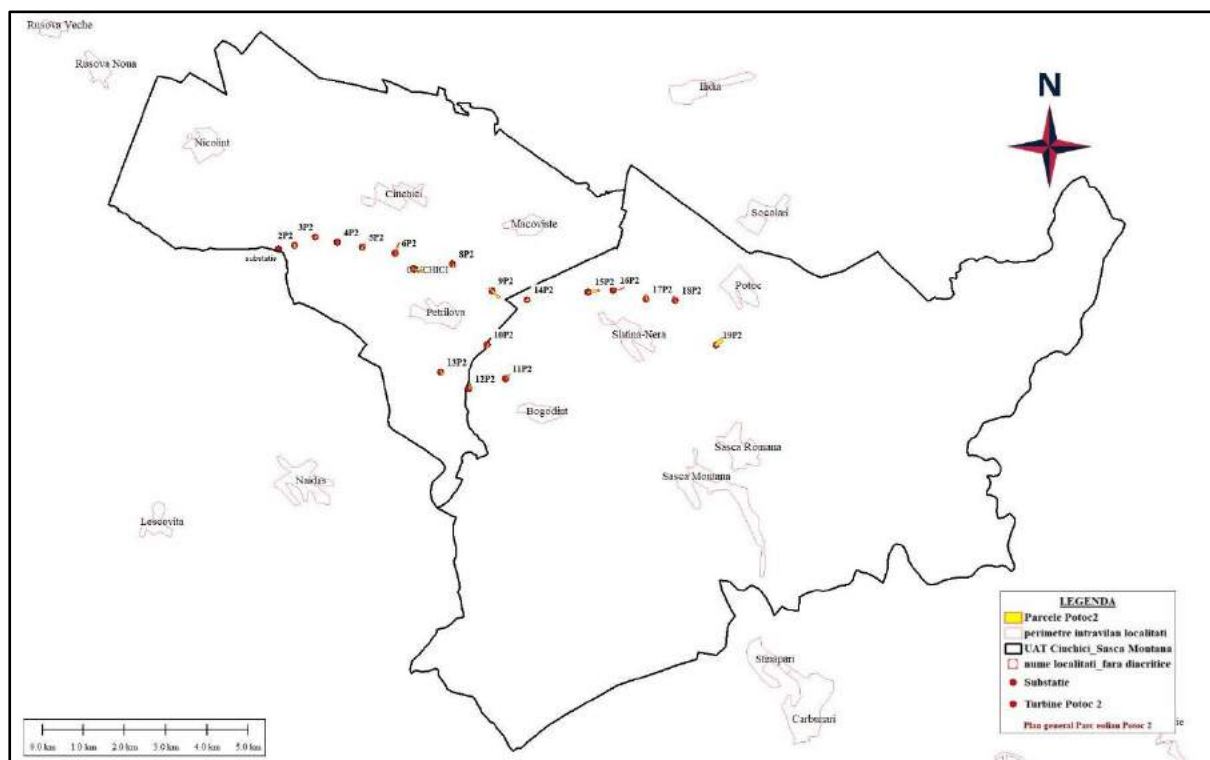 Rusova Veche
Rusova Noua
Ilidia
N
Nicolint
Ciuchici
Socolari
Macoviste
2P2
3P2
4P2
5P2
6P2
8P2
substatie
CIUCHICI
9P2
14P2
15P2
16P2
17P2
18P2
Potoc
Petrilova
Slatina-Nera
10P2
19P2
13P2
12P2
11P2
Bogodint
Sasca Romana
Sasca Montana
Naidas
Lescovita
Stinapari
Carbunari
LEGENDA
Parcele Potoc2
perimetre intravilan localitati
UAT Ciuchici_Sasca Montana
nume localitati_fara diacritice
Substatie
Turbine Potoc 2
Plan general Parc eolian Potoc 2
0.0 km 1.0 km 2.0 km 3.0 km 4.0 km 5.0 km